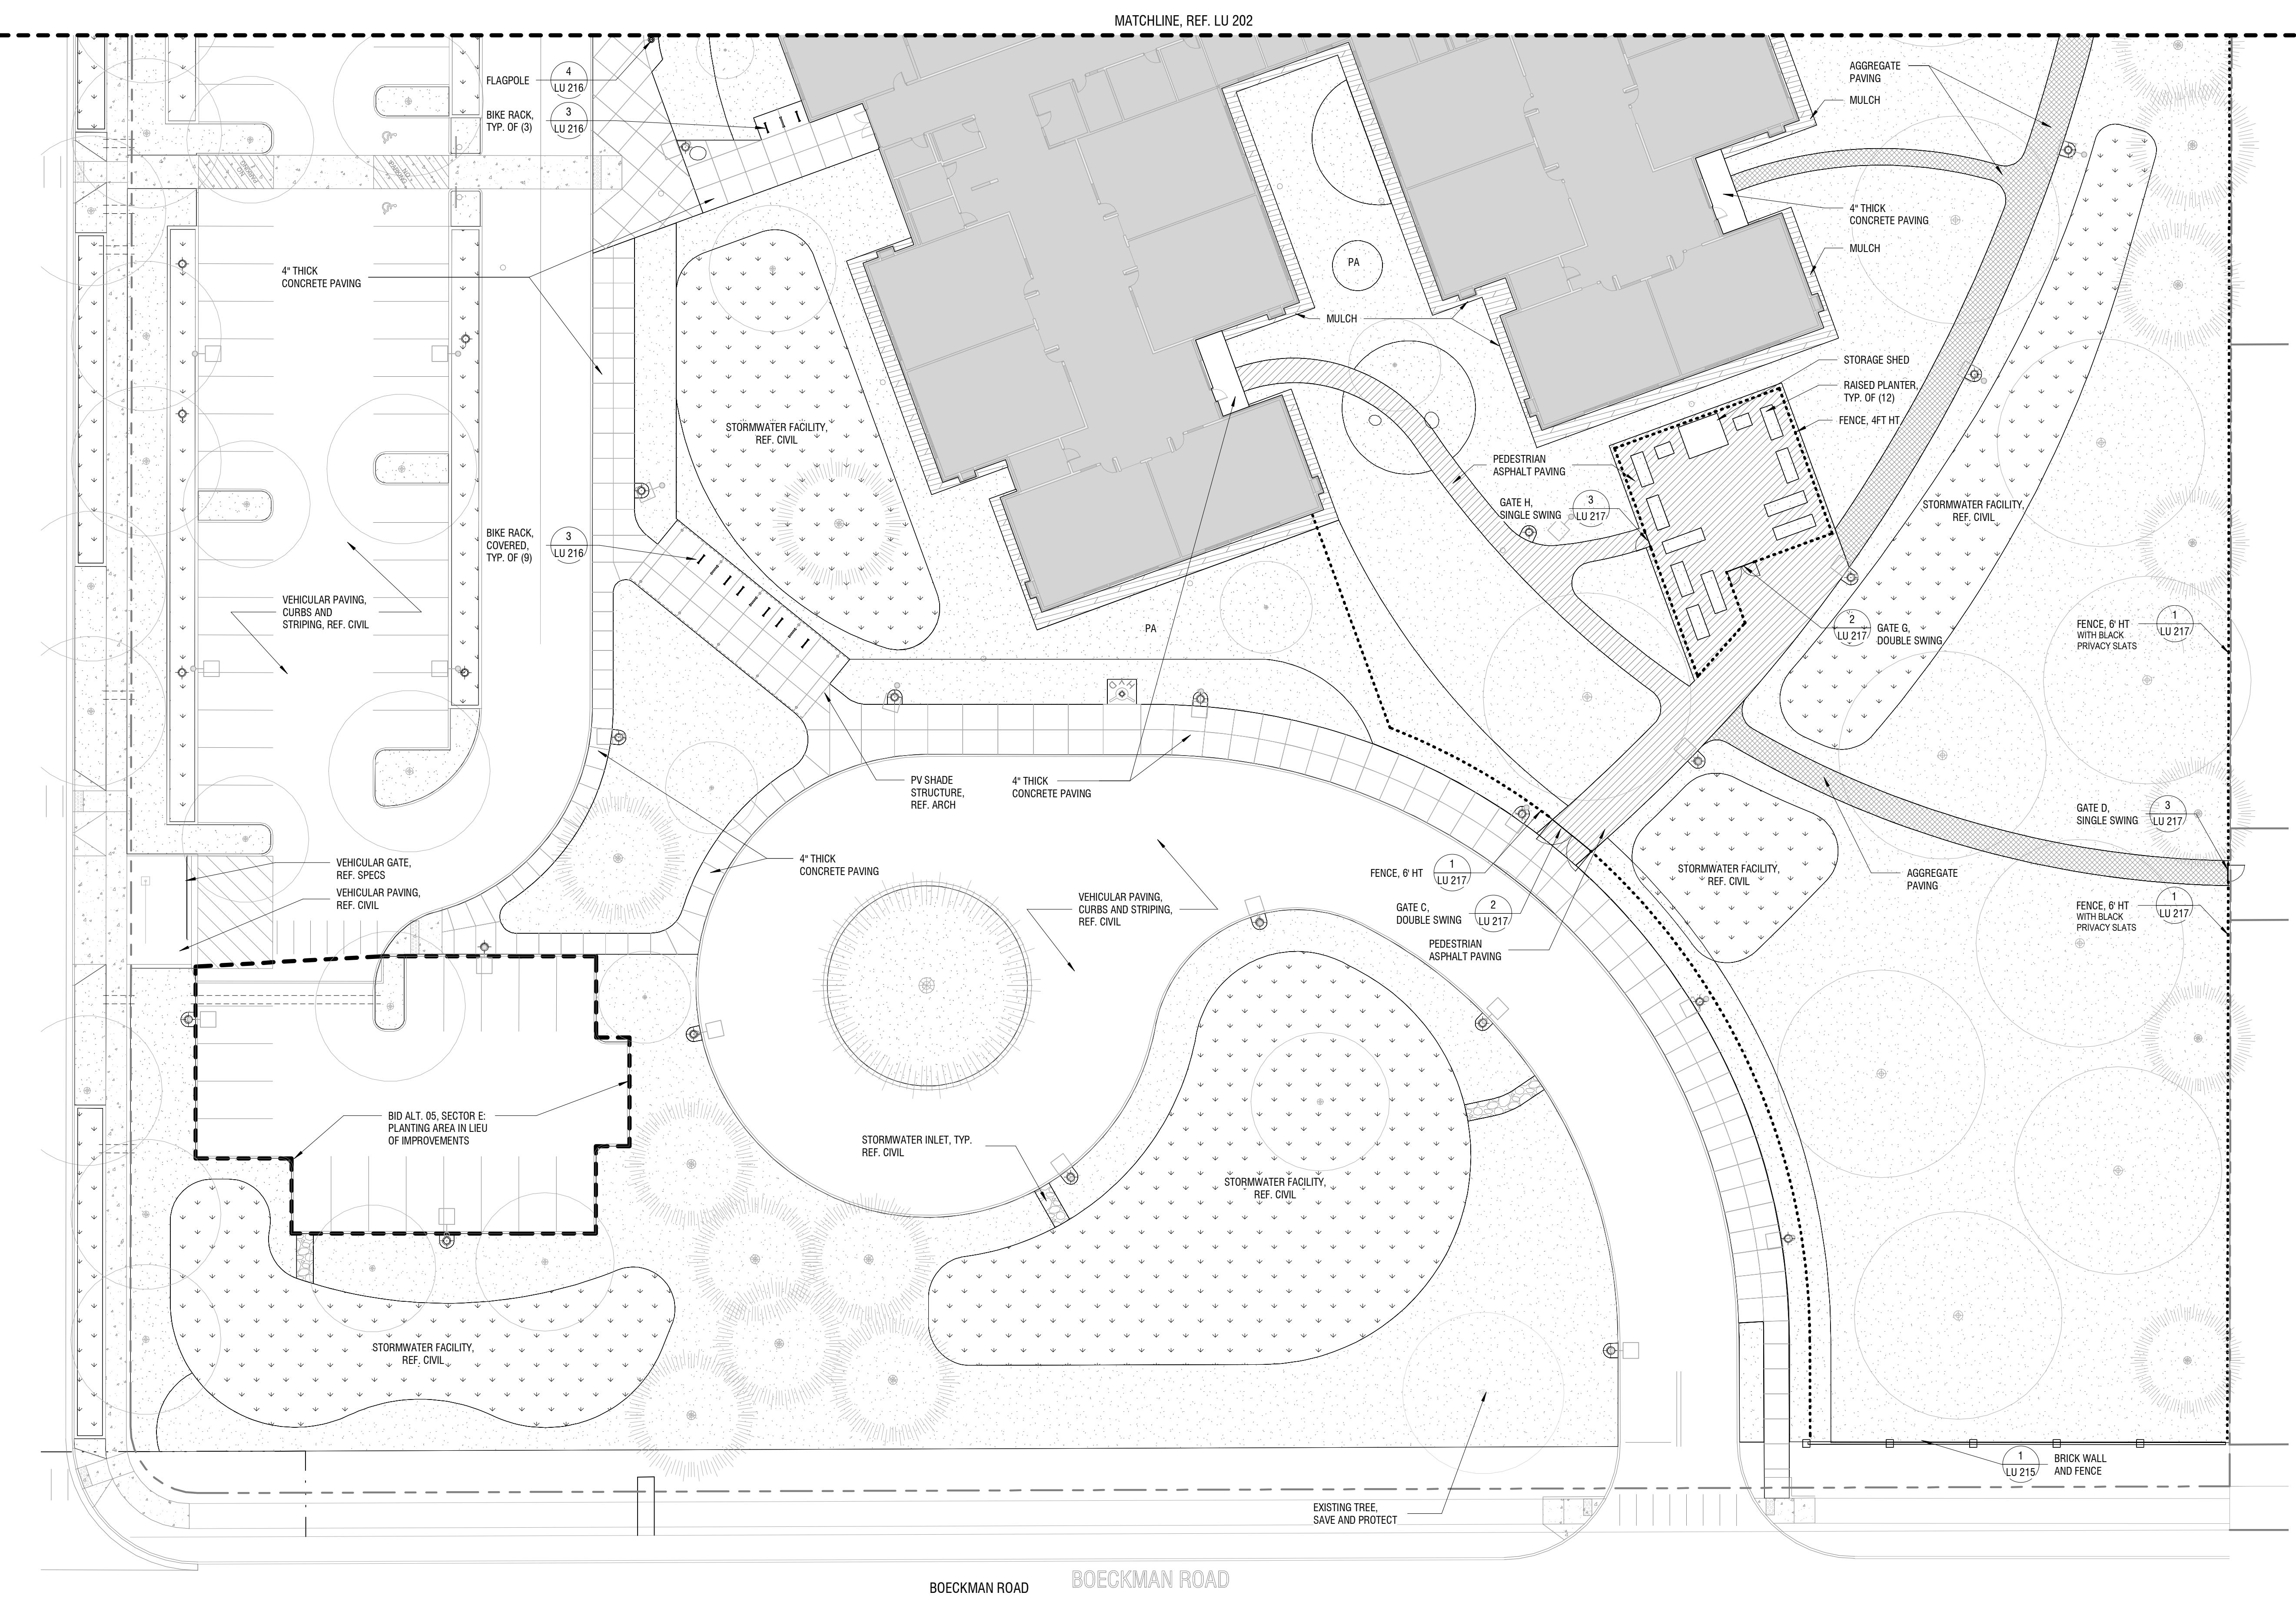 MATCHLINE, REF. LU 202
FLAGPOLE
4
LU 216
BIKE RACK,
TYP. OF (3)
3
LU 216
AGGREGATE
PAVING
MULCH
4" THICK
CONCRETE PAVING
MULCH
4" THICK
CONCRETE PAVING
PA
MULCH
STORAGE SHED
RAISED PLANTER,
TYP. OF (12)
FENCE, 4FT HT
STORMWATER FACILITY,
REF. CIVIL
PEDESTRIAN
ASPHALT PAVING
GATE H,
SINGLE SWING
3
LU 217
STORMWATER FACILITY,
REF. CIVIL
BIKE RACK,
COVERED,
TYP. OF (9)
3
LU 216
VEHICULAR PAVING,
CURBS AND
STRIPING, REF. CIVIL
PA
2
LU 217
GATE G,
DOUBLE SWING
FENCE, 6' HT
WITH BLACK
PRIVACY SLATS
1
LU 217
HYD
PV SHADE
STRUCTURE,
REF. ARCH
4" THICK
CONCRETE PAVING
GATE D,
SINGLE SWING
3
LU 217
VEHICULAR GATE,
REF. SPECS
VEHICULAR PAVING,
REF. CIVIL
4" THICK
CONCRETE PAVING
FENCE, 6' HT
1
LU 217
STORMWATER FACILITY,
REF. CIVIL
AGGREGATE
PAVING
VEHICULAR PAVING,
CURBS AND STRIPING,
REF. CIVIL
GATE C,
DOUBLE SWING
2
LU 217
FENCE, 6' HT
WITH BLACK
PRIVACY SLATS
1
LU 217
PEDESTRIAN
ASPHALT PAVING
BID ALT. 05, SECTOR E:
PLANTING AREA IN LIEU
OF IMPROVEMENTS
STORMWATER INLET, TYP.
REF. CIVIL
STORMWATER FACILITY,
REF. CIVIL
STORMWATER FACILITY,
REF. CIVIL
1
LU 215
BRICK WALL
AND FENCE
EXISTING TREE,
SAVE AND PROTECT
BOECKMAN ROAD
BOECKMAN ROAD